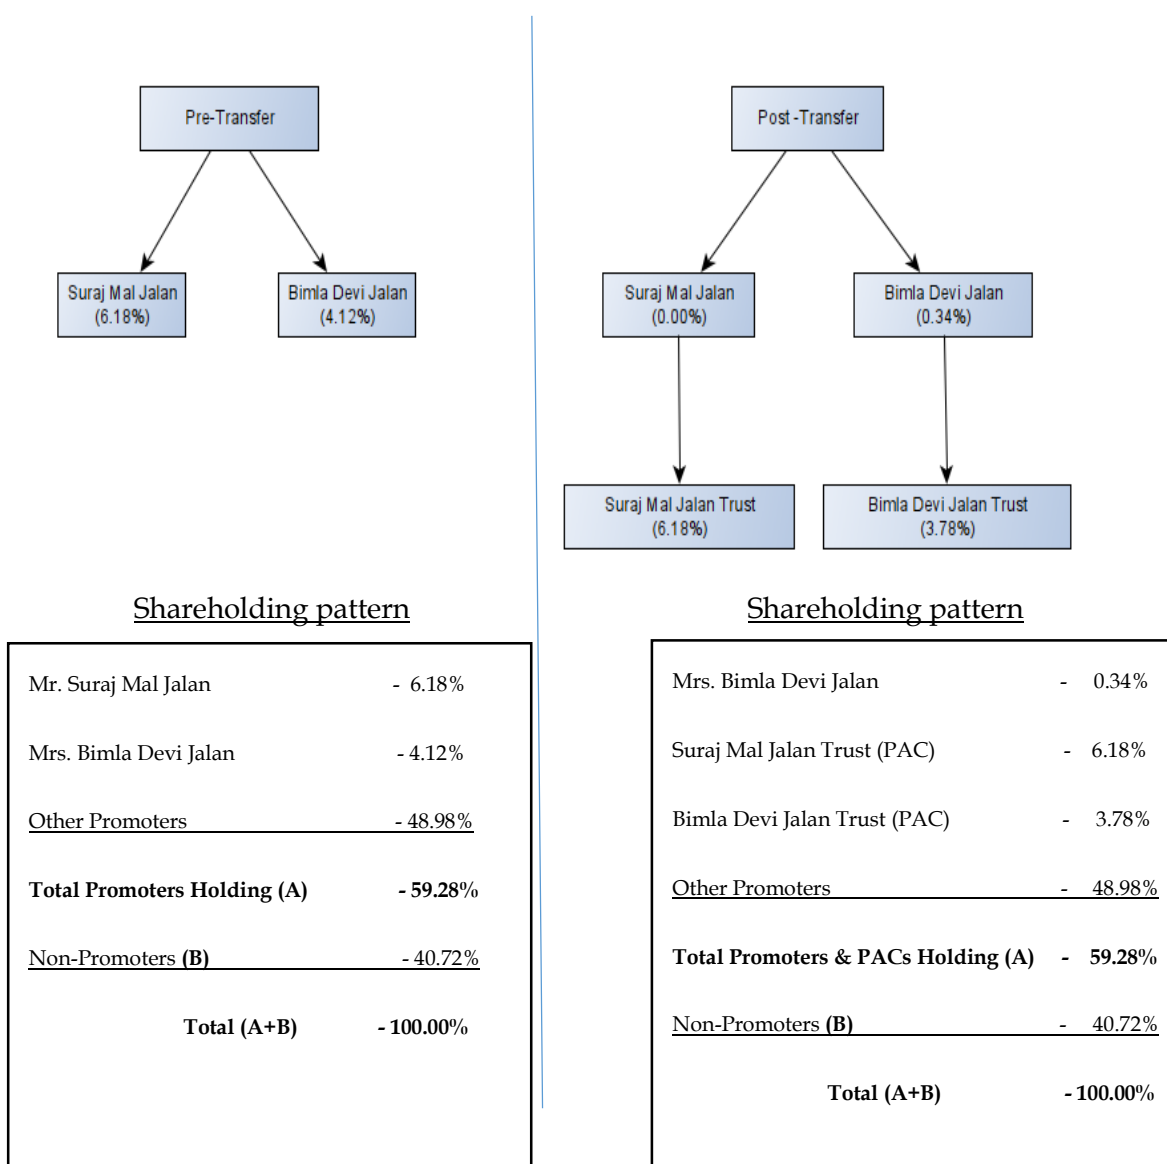 Pre-Transfer
Suraj Mal Jalan
(6.18%)
Bimla Devi Jalan
(4.12%)
Shareholding pattern
Mr. Suraj Mal Jalan - 6.18%
Mrs. Bimla Devi Jalan - 4.12%
Other Promoters - 48.98%
Total Promoters Holding (A) - 59.28%
Non-Promoters (B) - 40.72%
Total (A+B) - 100.00%
Post -Transfer
Suraj Mal Jalan
(0.00%)
Bimla Devi Jalan
(0.34%)
Suraj Mal Jalan Trust
(6.18%)
Bimla Devi Jalan Trust
(3.78%)
Shareholding pattern
Mrs. Bimla Devi Jalan - 0.34%
Suraj Mal Jalan Trust (PAC) - 6.18%
Bimla Devi Jalan Trust (PAC) - 3.78%
Other Promoters - 48.98%
Total Promoters & PACs Holding (A) - 59.28%
Non-Promoters (B) - 40.72%
Total (A+B) - 100.00%